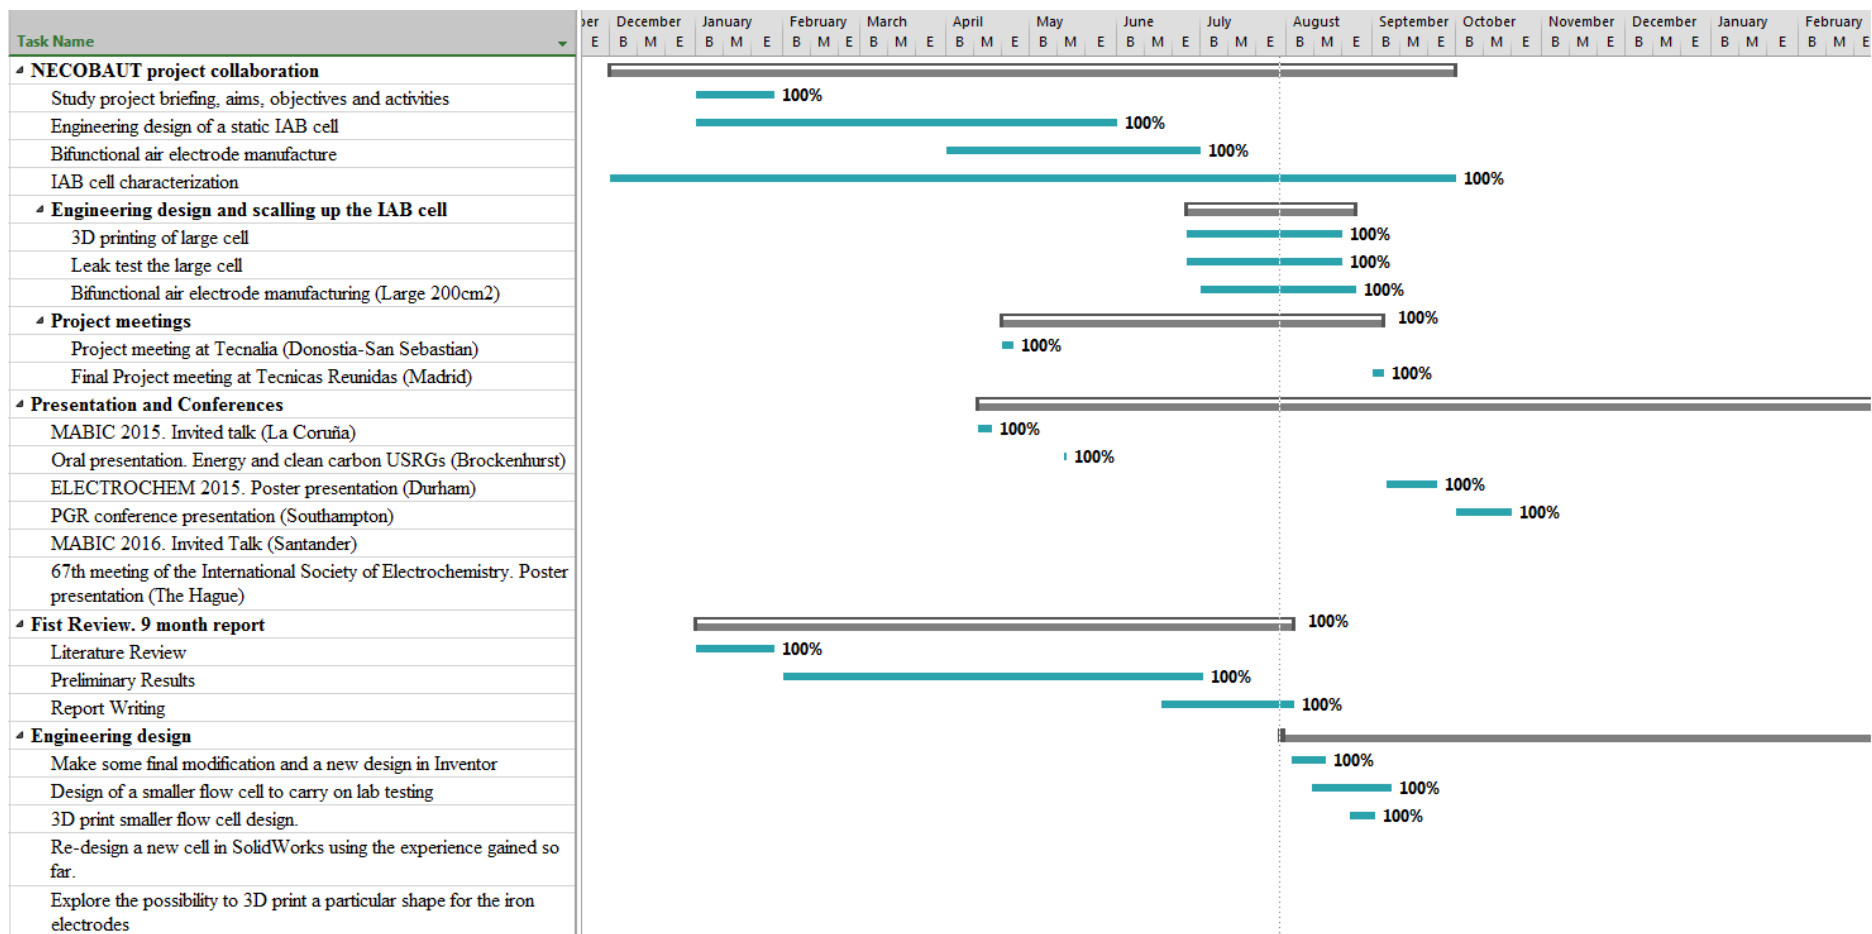 ber December January February March April May June July August September October November December January February
Task Name E B M E B M E B M E B M E B M E B M E B M E B M E B M E B M E B M E B M E B M E B M E B M E
NECOBAUT project collaboration
Study project briefing, aims, objectives and activities 100%
Engineering design of a static IAB cell 100%
Bifunctional air electrode manufacture 100%
IAB cell characterization 100%
Engineering design and scalling up the IAB cell
3D printing of large cell 100%
Leak test the large cell 100%
Bifunctional air electrode manufacturing (Large 200cm2) 100%
Project meetings 100%
Project meeting at Tecnalia (Donostia-San Sebastian) 100%
Final Project meeting at Tecnicas Reunidas (Madrid) 100%
Presentation and Conferences
MABIC 2015. Invited talk (La Coruña) 100%
Oral presentation. Energy and clean carbon USRGs (Brockenhurst) 100%
ELECTROCHEM 2015. Poster presentation (Durham) 100%
PGR conference presentation (Southampton) 100%
MABIC 2016. Invited Talk (Santander)
67th meeting of the International Society of Electrochemistry. Poster
presentation (The Hague)
Fist Review. 9 month report 100%
Literature Review 100%
Preliminary Results 100%
Report Writing 100%
Engineering design
Make some final modification and a new design in Inventor 100%
Design of a smaller flow cell to carry on lab testing 100%
3D print smaller flow cell design. 100%
Re-design a new cell in SolidWorks using the experience gained so
far.
Explore the possibility to 3D print a particular shape for the iron
electrodes